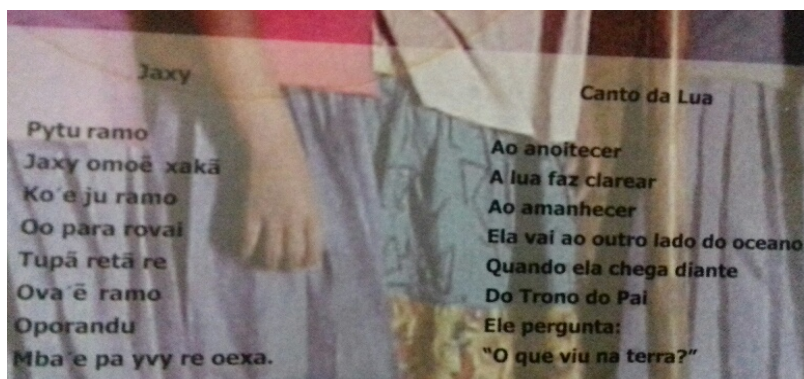 Jaxy
Pytu ramo
Jaxy omoẽ xakã
Ko´e ju ramo
Oo para rovai
Tupã retã re
Ova´ẽ ramo
Oporandu
Mba´e pa yvy re oexa.
Canto da Lua
Ao anoitecer
A lua faz clarear
Ao amanhecer
Ela vai ao outro lado do oceano
Quando ela chega diante
Do Trono do Pai
Ele pergunta:
“O que viu na terra?”